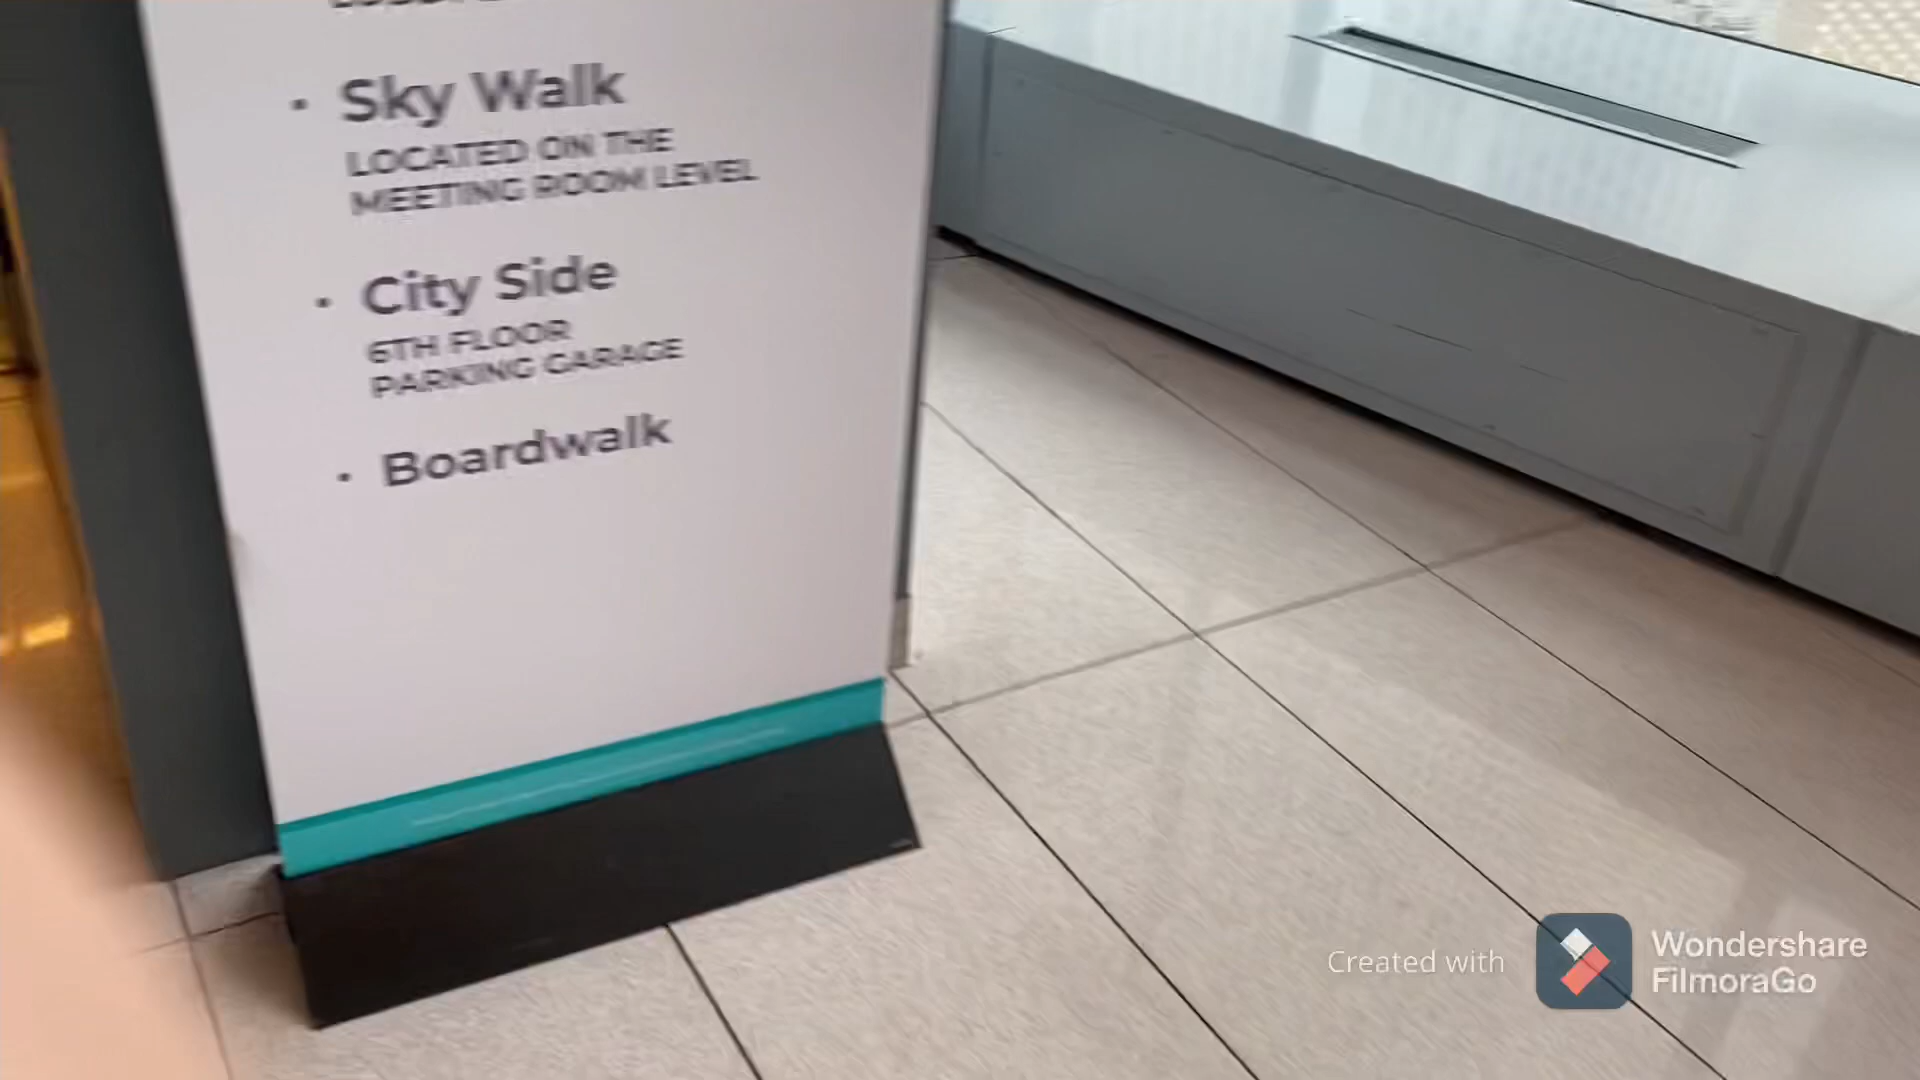 • Sky Walk
LOCATED ON THE
MEETING ROOM LEVEL
• City Side
6TH FLOOR
PARKING GARAGE
• Boardwalk
Created with
Wondershare
FilmoraGo